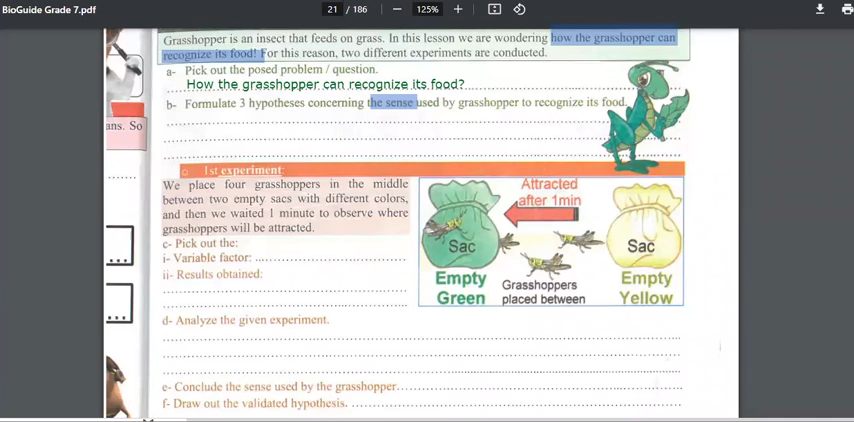 BioGuide Grade 7.pdf
21 / 186
125%
Grasshopper is an insect that feeds on grass. In this lesson we are wondering how the grasshopper can
recognize its food! For this reason, two different experiments are conducted.
a- Pick out the posed problem / question.
How the grasshopper can recognize its food?
b- Formulate 3 hypotheses concerning the sense used by grasshopper to recognize its food.
ans. So
1st experiment:
We place four grasshoppers in the middle
between two empty sacs with different colors,
and then we waited 1 minute to observe where
grasshoppers will be attracted.
c- Pick out the:
i- Variable factor:
ii- Results obtained:
Attracted
after 1min
Sac
Sac
Empty
Green
Grasshoppers
placed between
Empty
Yellow
d- Analyze the given experiment.
e- Conclude the sense used by the grasshopper
f- Draw out the validated hypothesis.